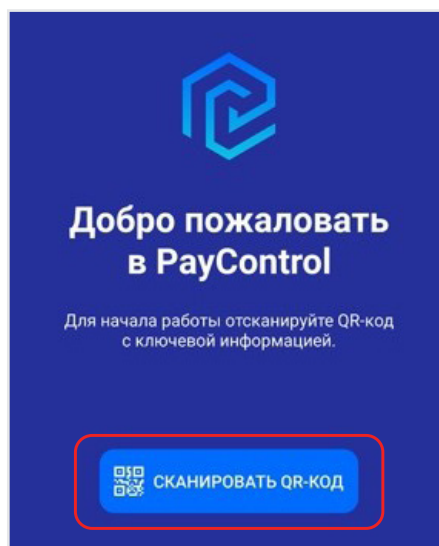 Добро пожаловать
в PayControl
Для начала работы отсканируйте QR-код
с ключевой информацией.
СКАНИРОВАТЬ QR-КОД